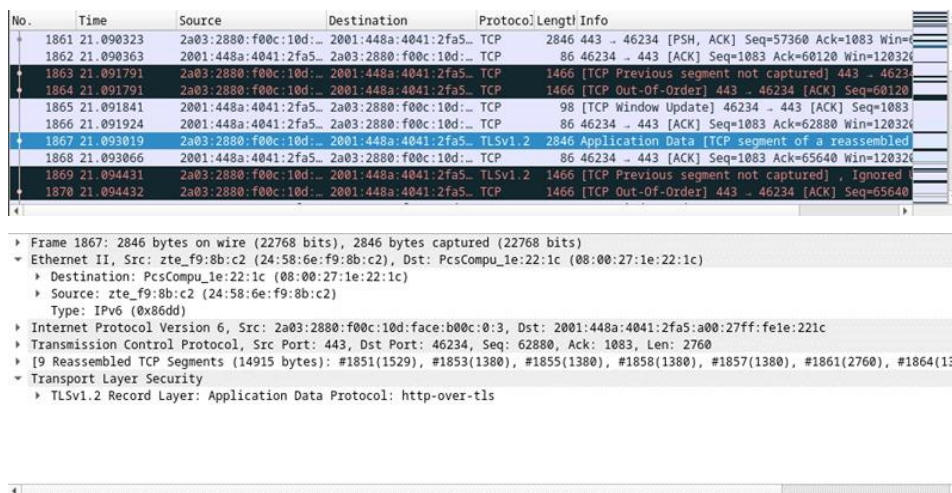 No. Time Source Destination Protocol Length Info
1861 21.090323 2a03:2880:f00c:10d:… 2001:448a:4041:2fa5… TCP 2846 443 → 46234 [PSH, ACK] Seq=57360 Ack=1083 Win=
1862 21.090363 2001:448a:4041:2fa5… 2a03:2880:f00c:10d:… TCP 86 46234 → 443 [ACK] Seq=1083 Ack=60120 Win=12032
1863 21.091791 2a03:2880:f00c:10d:… 2001:448a:4041:2fa5… TCP 1466 [TCP Previous segment not captured] 443 → 4623
1864 21.091791 2a03:2880:f00c:10d:… 2001:448a:4041:2fa5… TCP 1466 [TCP Out-Of-Order] 443 → 46234 [ACK] Seq=60120
1865 21.091841 2001:448a:4041:2fa5… 2a03:2880:f00c:10d:… TCP 98 [TCP Window Update] 46234 → 443 [ACK] Seq=1083
1866 21.091924 2001:448a:4041:2fa5… 2a03:2880:f00c:10d:… TCP 86 46234 → 443 [ACK] Seq=1083 Ack=62880 Win=12032
1867 21.093019 2a03:2880:f00c:10d:… 2001:448a:4041:2fa5… TLSv1.2 2846 Application Data [TCP segment of a reassembled
1868 21.093066 2001:448a:4041:2fa5… 2a03:2880:f00c:10d:… TCP 86 46234 → 443 [ACK] Seq=1083 Ack=65640 Win=12032
1869 21.094431 2a03:2880:f00c:10d:… 2001:448a:4041:2fa5… TLSv1.2 1466 [TCP Previous segment not captured] , Ignored
1870 21.094432 2a03:2880:f00c:10d:… 2001:448a:4041:2fa5… TCP 1466 [TCP Out-Of-Order] 443 → 46234 [ACK] Seq=65640
Frame 1867: 2846 bytes on wire (22768 bits), 2846 bytes captured (22768 bits)
Ethernet II, Src: zte_f9:8b:c2 (24:58:6e:f9:8b:c2), Dst: PcsCompu_1e:22:1c (08:00:27:1e:22:1c)
Destination: PcsCompu_1e:22:1c (08:00:27:1e:22:1c)
Source: zte_f9:8b:c2 (24:58:6e:f9:8b:c2)
Type: IPv6 (0x86dd)
Internet Protocol Version 6, Src: 2a03:2880:f00c:10d:face:b00c:0:3, Dst: 2001:448a:4041:2fa5:a00:27ff:fe1e:221c
Transmission Control Protocol, Src Port: 443, Dst Port: 46234, Seq: 62880, Ack: 1083, Len: 2760
[9 Reassembled TCP Segments (14915 bytes): #1851(1529), #1853(1380), #1855(1380), #1858(1380), #1857(1380), #1861(2760), #1864(13
Transport Layer Security
TLSv1.2 Record Layer: Application Data Protocol: http-over-tls